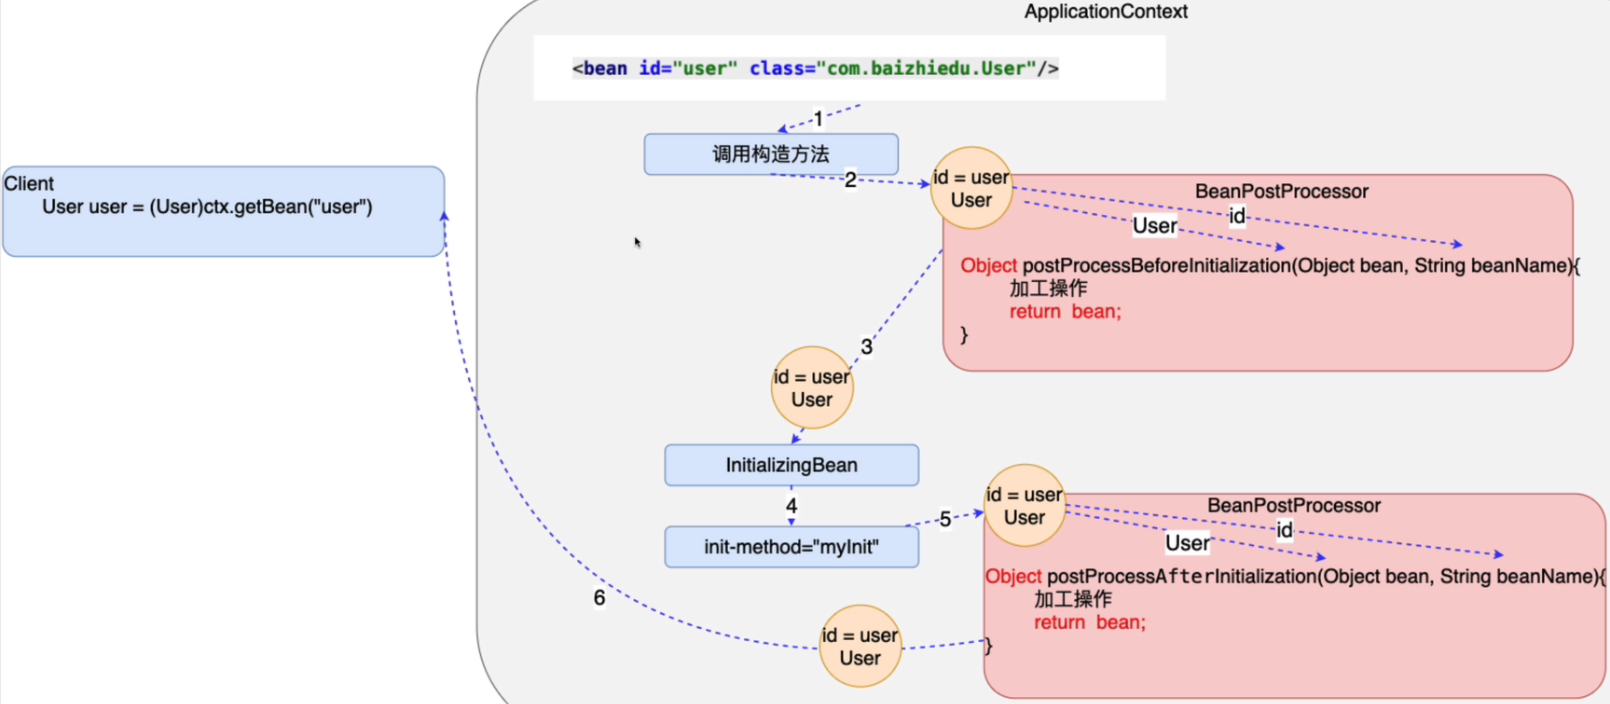 ApplicationContext
<bean id="user" class="com.baizhiedu.User"/>
1
调用构造方法
2
id = user
User
BeanPostProcessor
id
User
Object postProcessBeforeInitialization(Object bean, String beanName){
加工操作
return bean;
}
Client
User user = (User)ctx.getBean("user")
3
id = user
User
InitializingBean
4
init-method="myInit"
5
id = user
User
BeanPostProcessor
id
User
Object postProcessAfterInitialization(Object bean, String beanName){
加工操作
return bean;
}
6
id = user
User